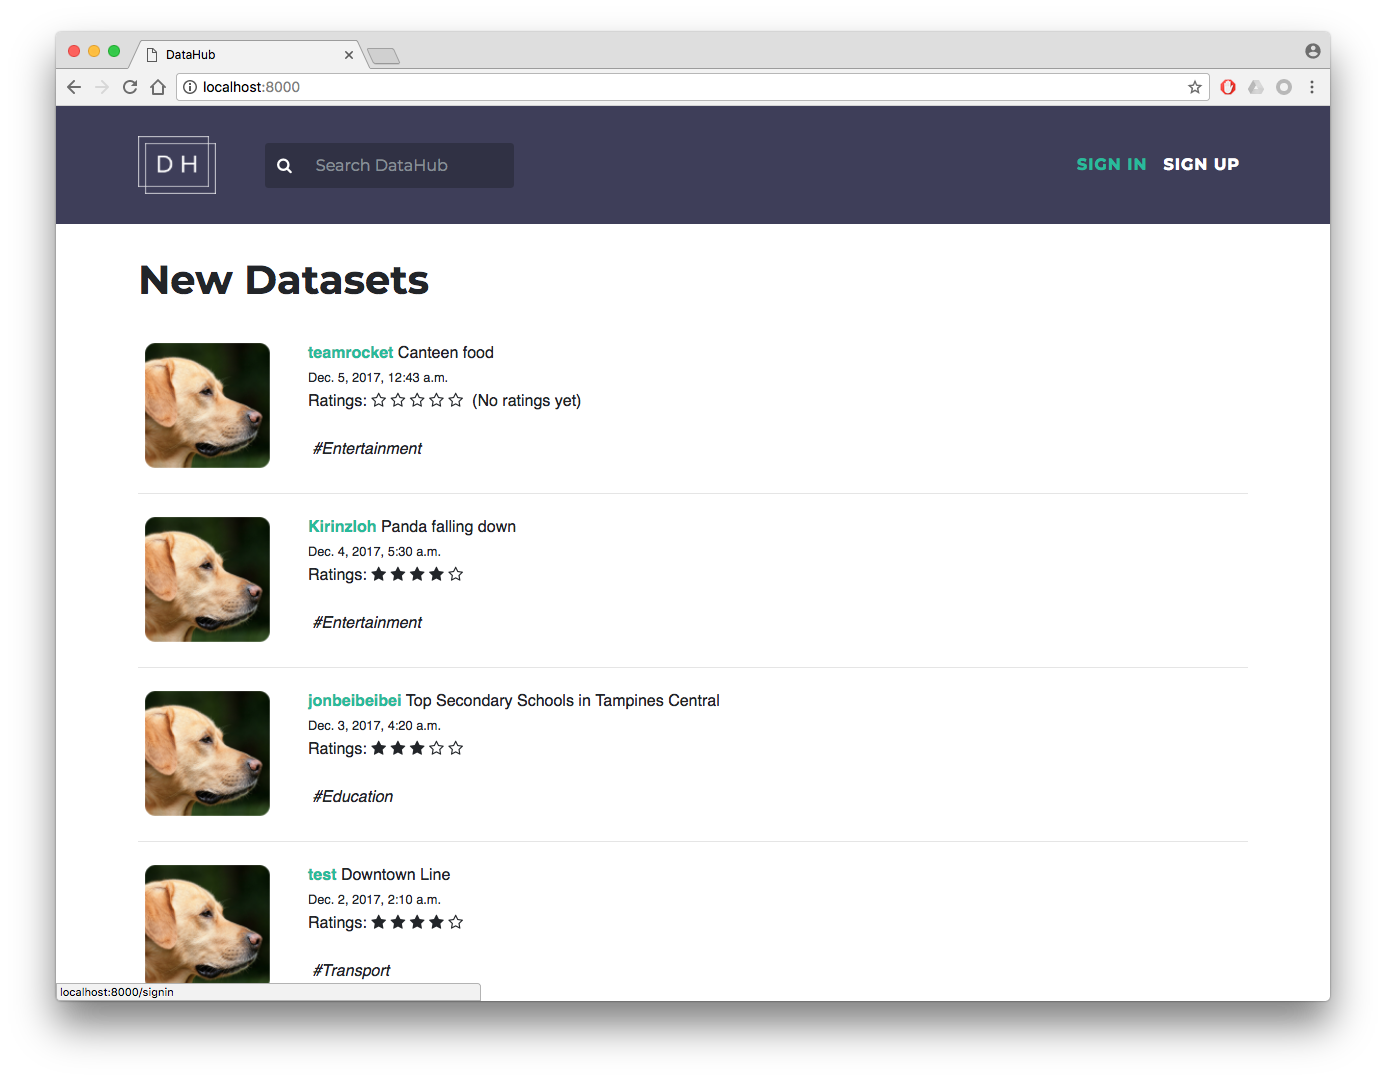 DataHub
localhost:8000
DH
Search DataHub
SIGN IN SIGN UP
New Datasets
teamrocket Canteen food
Dec. 5, 2017, 12:43 a.m.
Ratings: (No ratings yet)
#Entertainment
Kirinzloh Panda falling down
Dec. 4, 2017, 5:30 a.m.
Ratings:
#Entertainment
jonbeibeibei Top Secondary Schools in Tampines Central
Dec. 3, 2017, 4:20 a.m.
Ratings:
#Education
test Downtown Line
Dec. 2, 2017, 2:10 a.m.
Ratings:
#Transport
localhost:8000/signin